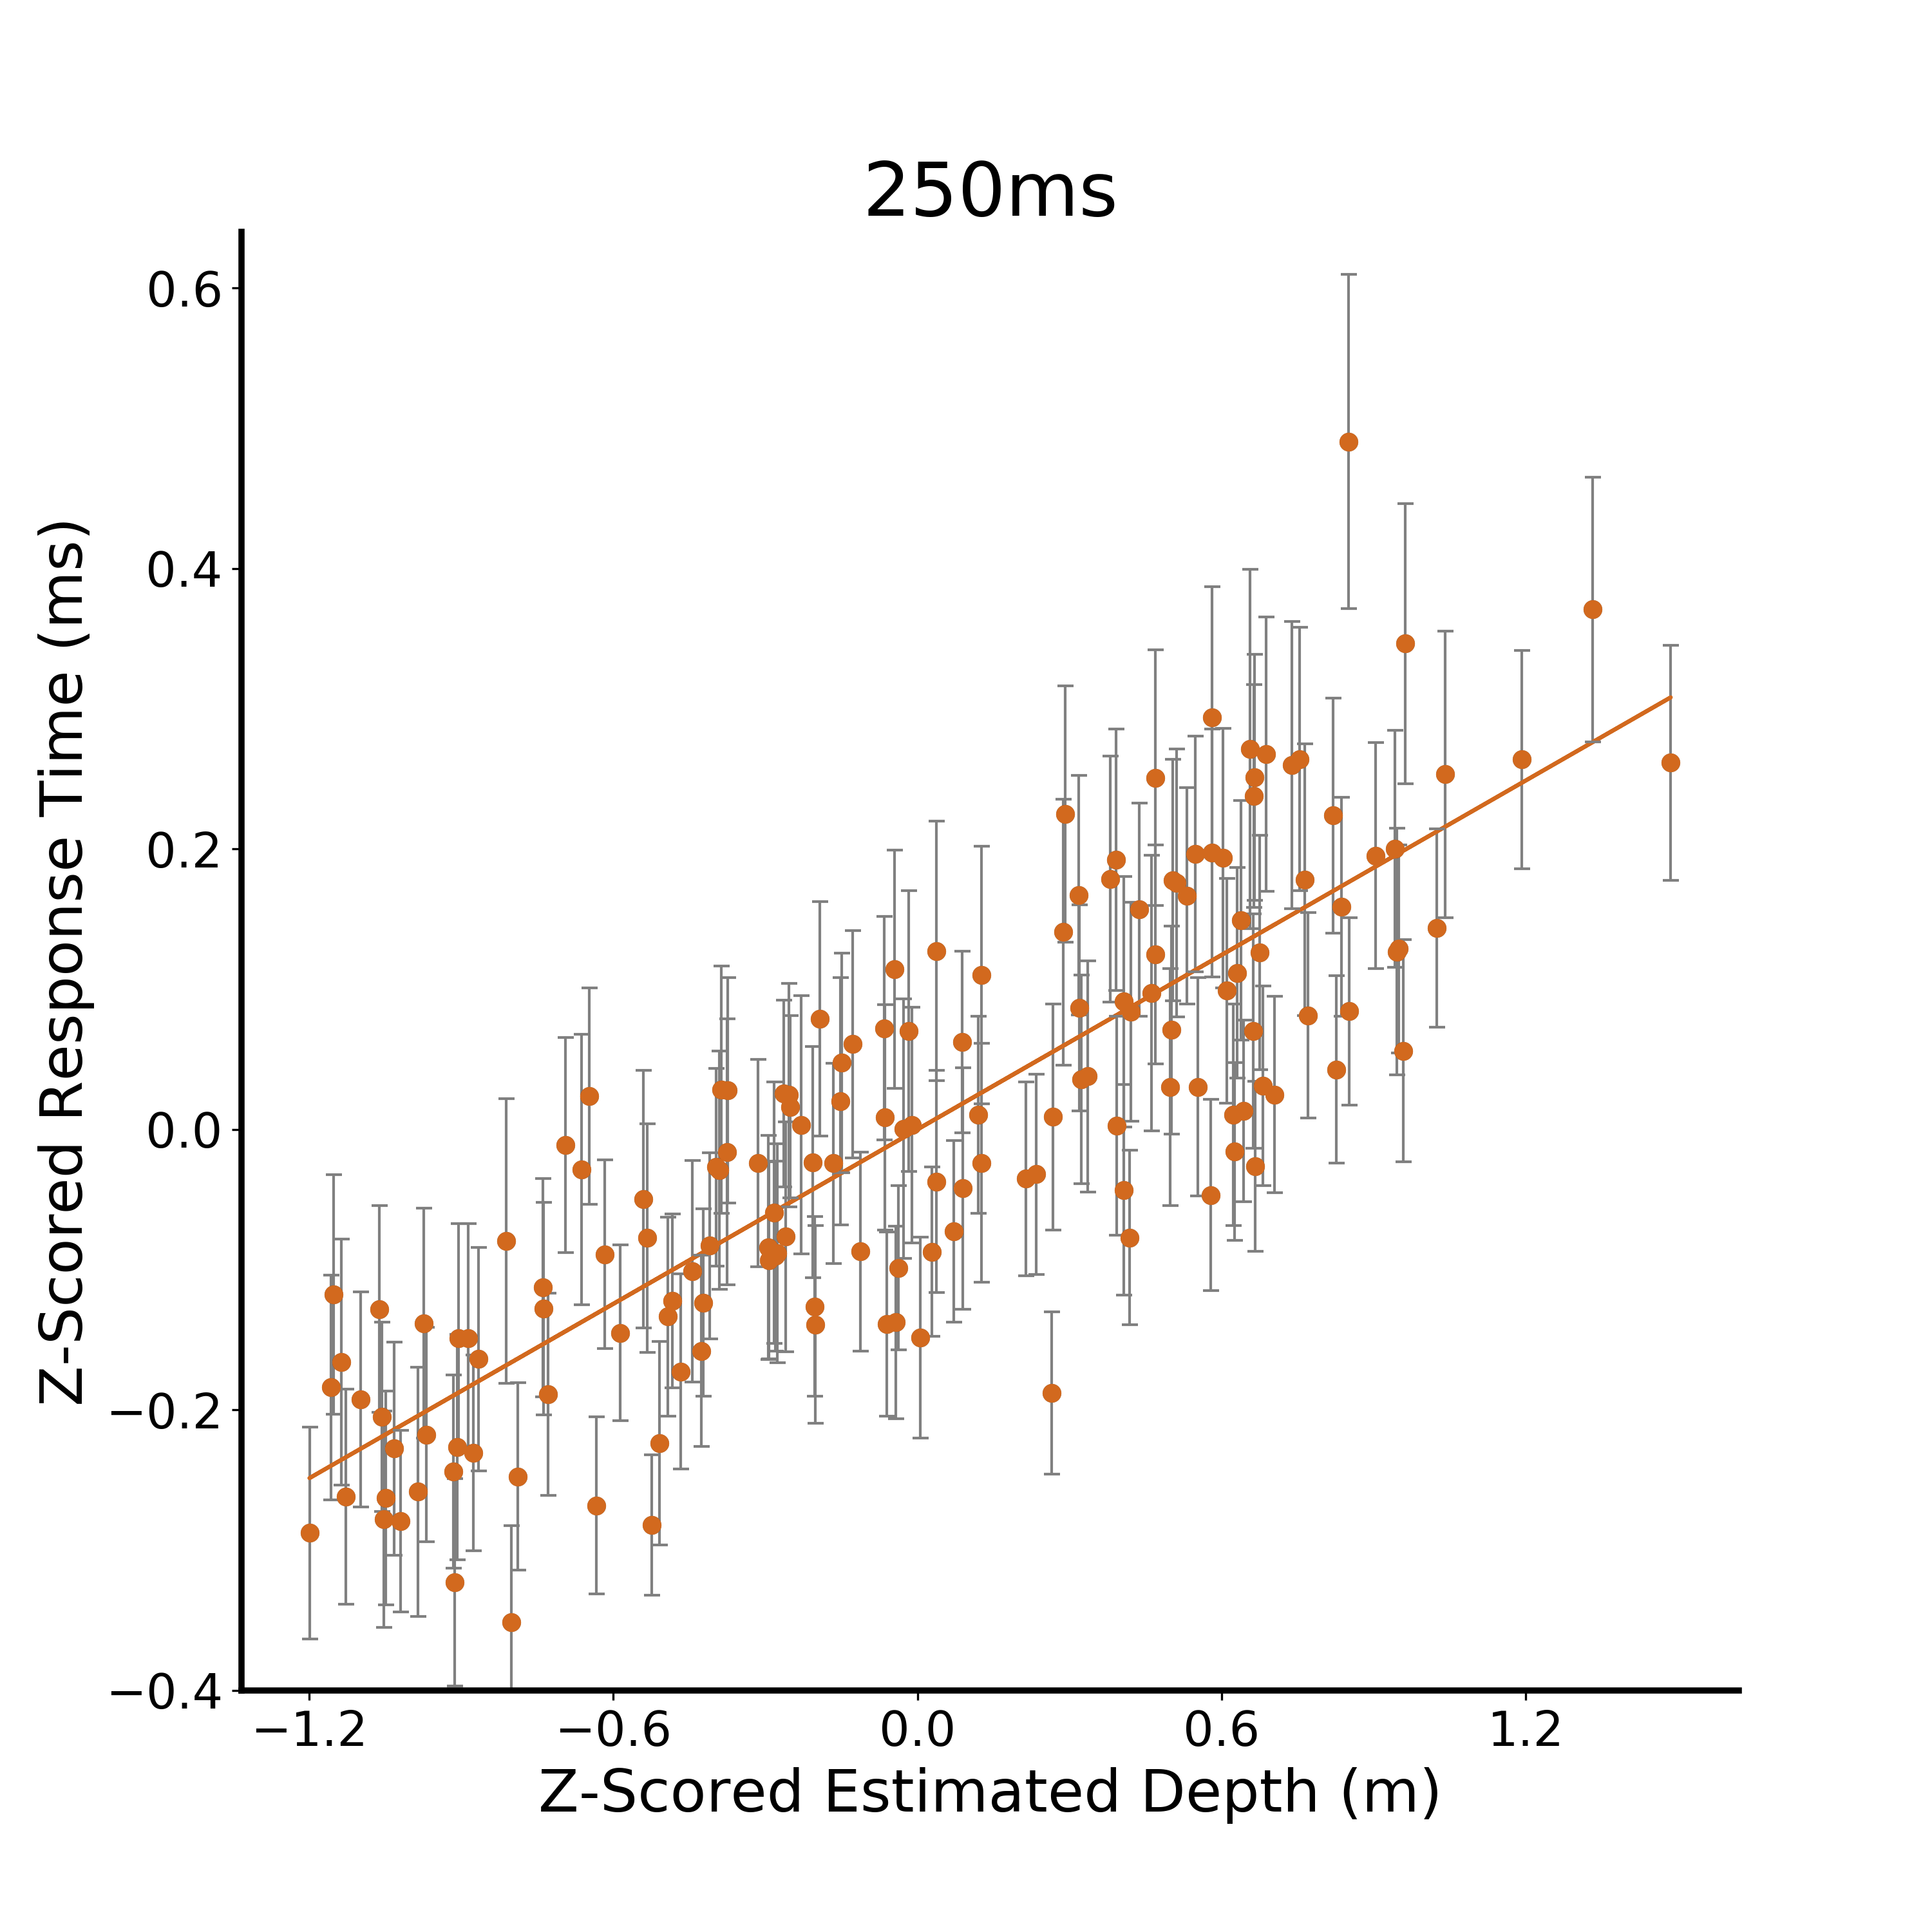 250ms
Z-Scored Response Time (ms)
0.6
0.4
0.2
0.0
−0.2
−0.4
−1.2 −0.6 0.0 0.6 1.2
Z-Scored Estimated Depth (m)